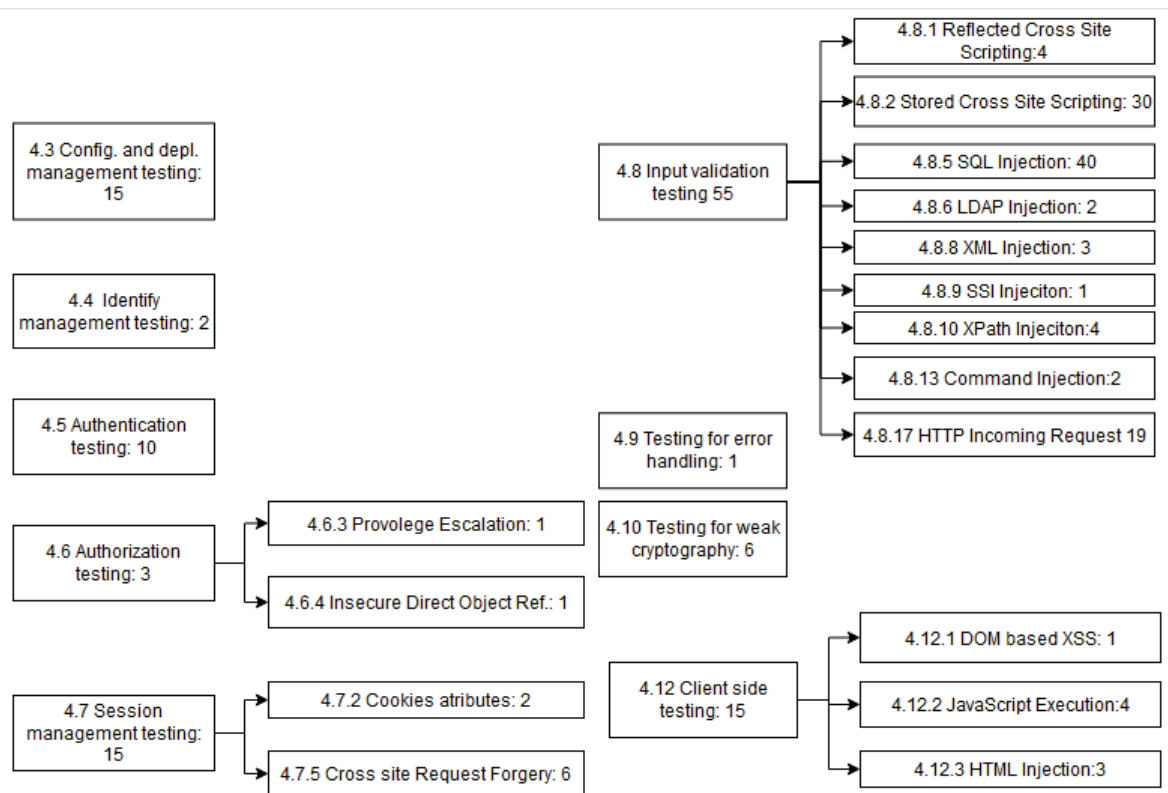 4.3 Config. and depl.
management testing:
15
4.4 Identify
management testing: 2
4.5 Authentication
testing: 10
4.6 Authorization
testing: 3
4.6.3 Provolege Escalation: 1
4.6.4 Insecure Direct Object Ref.: 1
4.7 Session
management testing:
15
4.7.2 Cookies atributes: 2
4.7.5 Cross site Request Forgery: 6
4.8 Input validation
testing 55
4.8.1 Reflected Cross Site
Scripting:4
4.8.2 Stored Cross Site Scripting: 30
4.8.5 SQL Injection: 40
4.8.6 LDAP Injection: 2
4.8.8 XML Injection: 3
4.8.9 SSI Injeciton: 1
4.8.10 XPath Injeciton:4
4.8.13 Command Injection:2
4.8.17 HTTP Incoming Request 19
4.9 Testing for error
handling: 1
4.10 Testing for weak
cryptography: 6
4.12 Client side
testing: 15
4.12.1 DOM based XSS: 1
4.12.2 JavaScript Execution:4
4.12.3 HTML Injection:3